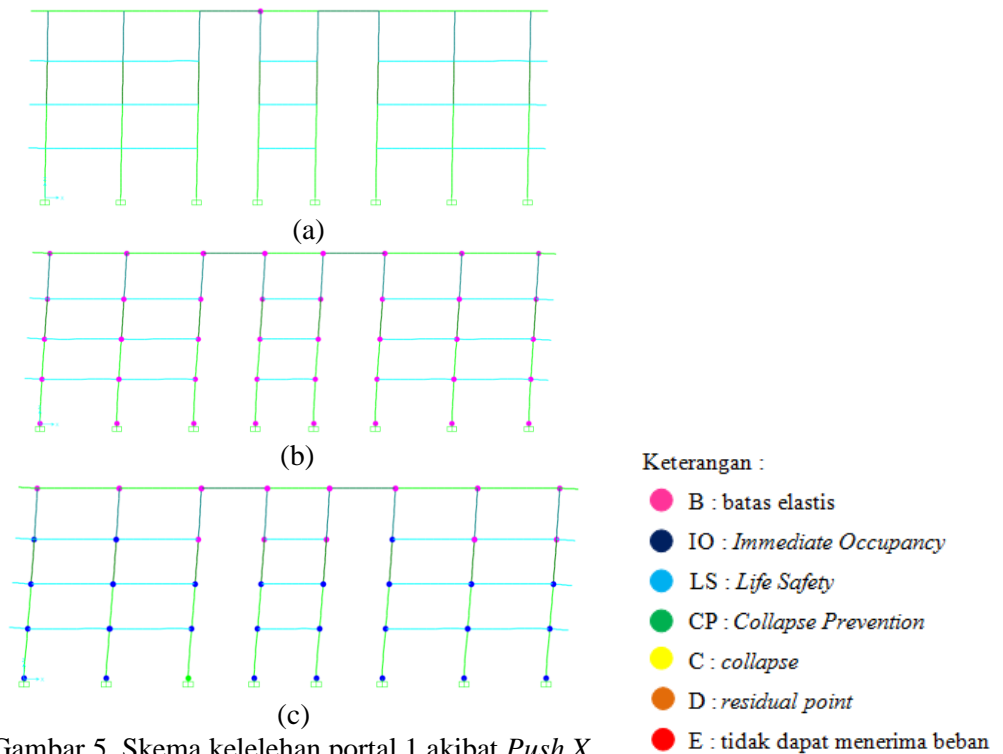 (a)
(b)
(c)
Gambar 5. Skema kelelehan portal 1 akibat Push X
Keterangan :
B : batas elastis
IO : Immediate Occupancy
LS : Life Safety
CP : Collapse Prevention
C : collapse
D : residual point
E : tidak dapat menerima beban